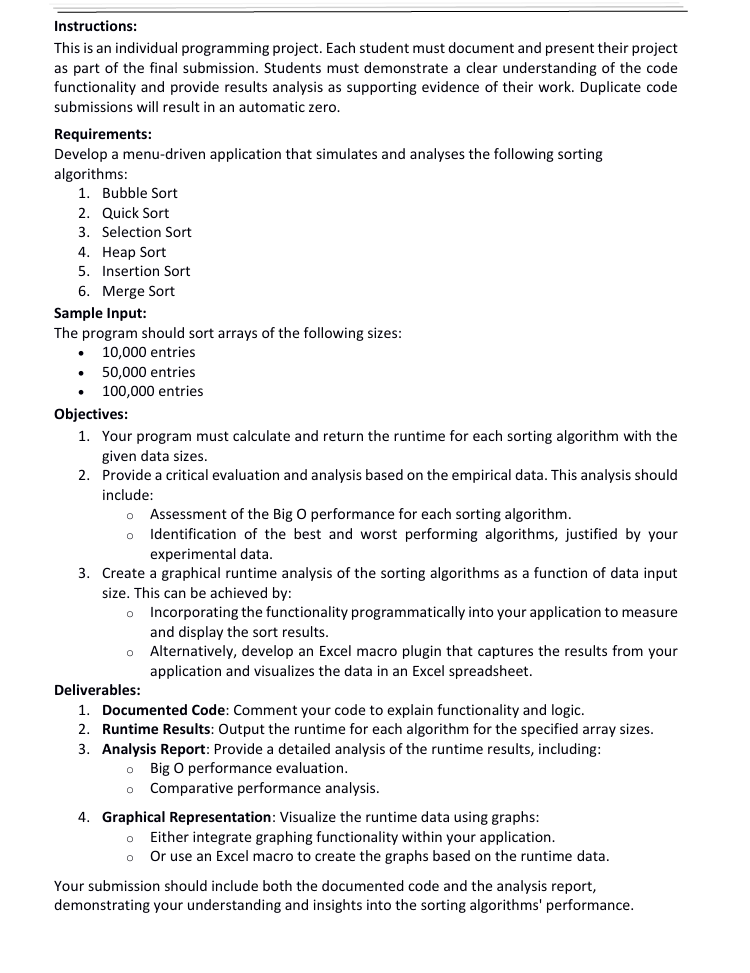 Instructions:
This is an individual programming project. Each student must document and present their project
as part of the final submission. Students must demonstrate a clear understanding of the code
functionality and provide results analysis as supporting evidence of their work. Duplicate code
submissions will result in an automatic zero.
Requirements:
Develop a menu-driven application that simulates and analyses the following sorting
algorithms:
1. Bubble Sort
2. Quick Sort
3. Selection Sort
4. Heap Sort
5. Insertion Sort
6. Merge Sort
Sample Input:
The program should sort arrays of the following sizes:
• 10,000 entries
• 50,000 entries
• 100,000 entries
Objectives:
1. Your program must calculate and return the runtime for each sorting algorithm with the
given data sizes.
2. Provide a critical evaluation and analysis based on the empirical data. This analysis should
include:
o Assessment of the Big O performance for each sorting algorithm.
o Identification of the best and worst performing algorithms, justified by your
experimental data.
3. Create a graphical runtime analysis of the sorting algorithms as a function of data input
size. This can be achieved by:
o Incorporating the functionality programmatically into your application to measure
and display the sort results.
o Alternatively, develop an Excel macro plugin that captures the results from your
application and visualizes the data in an Excel spreadsheet.
Deliverables:
1. Documented Code: Comment your code to explain functionality and logic.
2. Runtime Results: Output the runtime for each algorithm for the specified array sizes.
3. Analysis Report: Provide a detailed analysis of the runtime results, including:
o Big O performance evaluation.
o Comparative performance analysis.
4. Graphical Representation: Visualize the runtime data using graphs:
o Either integrate graphing functionality within your application.
o Or use an Excel macro to create the graphs based on the runtime data.
Your submission should include both the documented code and the analysis report,
demonstrating your understanding and insights into the sorting algorithms' performance.